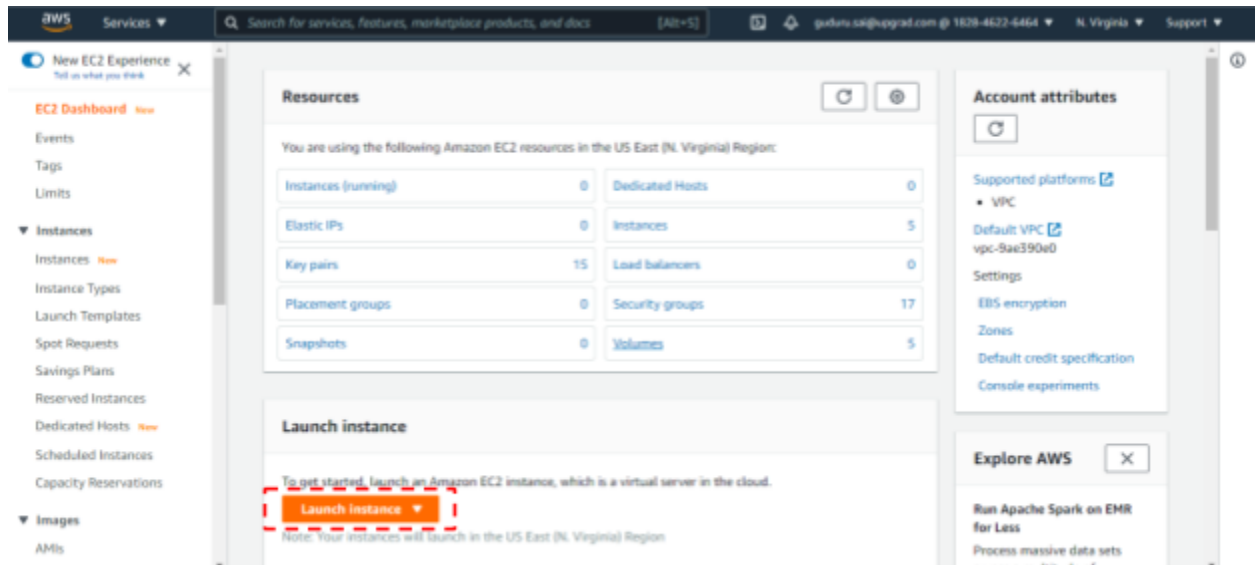 aws Services ▼ Search for services, features, marketplace products, and docs [Alt+S] guduru.sai@upgrad.com @ 1828-4622-6464 ▼ N. Virginia ▼ Support ▼
New EC2 Experience
Tell us what you think
EC2 Dashboard New
Events
Tags
Limits
▼ Instances
Instances New
Instance Types
Launch Templates
Spot Requests
Savings Plans
Reserved Instances
Dedicated Hosts New
Scheduled Instances
Capacity Reservations
▼ Images
AMIs
Resources
You are using the following Amazon EC2 resources in the US East (N. Virginia) Region:
Instances (running) 0 Dedicated Hosts 0
Elastic IPs 0 Instances 5
Key pairs 15 Load balancers 0
Placement groups 0 Security groups 17
Snapshots 0 Volumes 5
Launch instance
To get started, launch an Amazon EC2 instance, which is a virtual server in the cloud.
Launch instance ▼
Note: Your instances will launch in the US East (N. Virginia) Region
Account attributes
Supported platforms
• VPC
Default VPC
vpc-9ae390e0
Settings
EBS encryption
Zones
Default credit specification
Console experiments
Explore AWS
Run Apache Spark on EMR
for Less
Process massive data sets